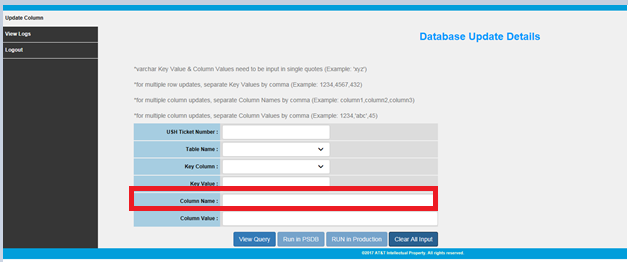 Update Column
View Logs
Logout
Database Update Details
*varchar Key Value & Column Values need to be input in single quotes (Example: 'xyz')
*for multiple row updates, separate Key Values by comma (Example: 1234,4567,432)
*for multiple column updates, separate Column Names by comma (Example: column1,column2,column3)
*for multiple column updates, separate Column Values by comma (Example: 1234,'abc',45)
USH Ticket Number :
Table Name :
Key Column :
Key Value :
Column Name :
Column Value :
View Query Run in PSDB RUN in Production Clear All Input
©2017 AT&T Intellectual Property. All rights reserved.